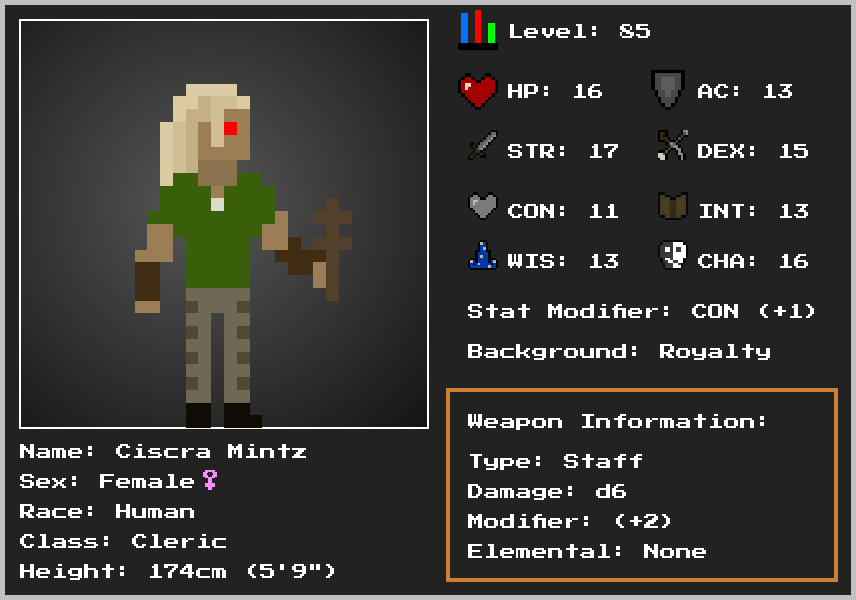 Level: 85
HP: 16 AC: 13
STR: 17 DEX: 15
CON: 11 INT: 13
WIS: 13 CHA: 16
Stat Modifier: CON (+1)
Background: Royalty
Weapon Information:
Type: Staff
Damage: d6
Modifier: (+2)
Elemental: None
Name: Ciscra Mintz
Sex: Female♀
Race: Human
Class: Cleric
Height: 174cm (5'9")